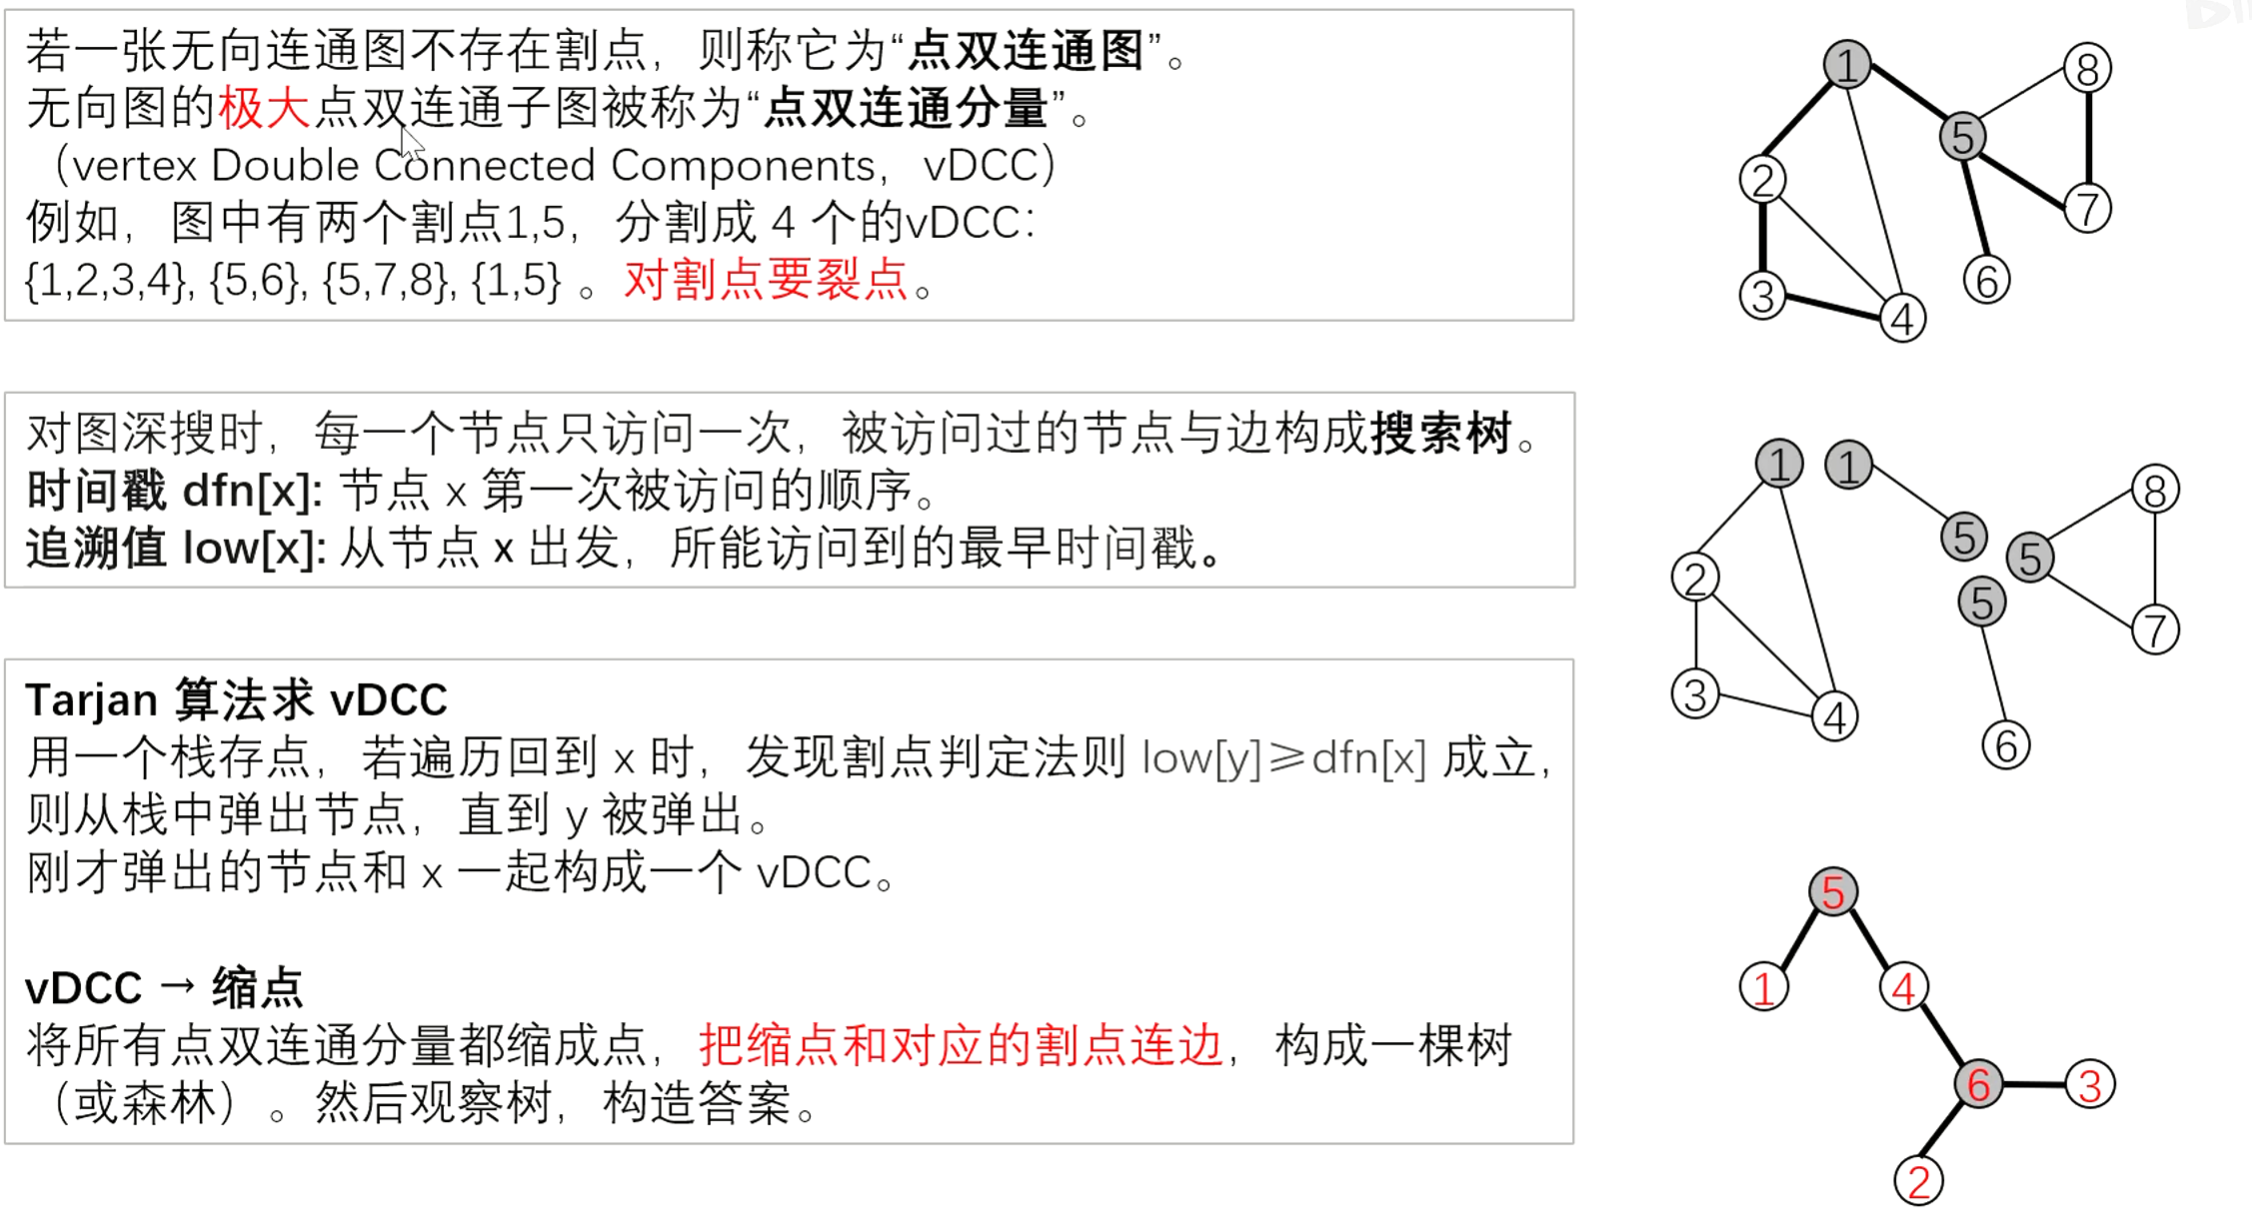 若一张无向连通图不存在割点，则称它为“点双连通图”。
无向图的极大点双连通子图被称为“点双连通分量”。
（vertex Double Connected Components，vDCC）
例如，图中有两个割点1,5，分割成 4 个的vDCC：
{1,2,3,4}, {5,6}, {5,7,8}, {1,5} 。对割点要裂点。
对图深搜时，每一个节点只访问一次，被访问过的节点与边构成搜索树。
时间戳 dfn[x]: 节点 x 第一次被访问的顺序。
追溯值 low[x]: 从节点 x 出发，所能访问到的最早时间戳。
Tarjan 算法求 vDCC
用一个栈存点，若遍历回到 x 时，发现割点判定法则 low[y]≥dfn[x] 成立，
则从栈中弹出节点，直到 y 被弹出。
刚才弹出的节点和 x 一起构成一个 vDCC。
vDCC → 缩点
将所有点双连通分量都缩成点，把缩点和对应的割点连边，构成一棵树
（或森林）。然后观察树，构造答案。
1
8
5
2
7
3
6
4
1
1
8
5
5
2
5
7
3
4
6
5
1
4
6
3
2